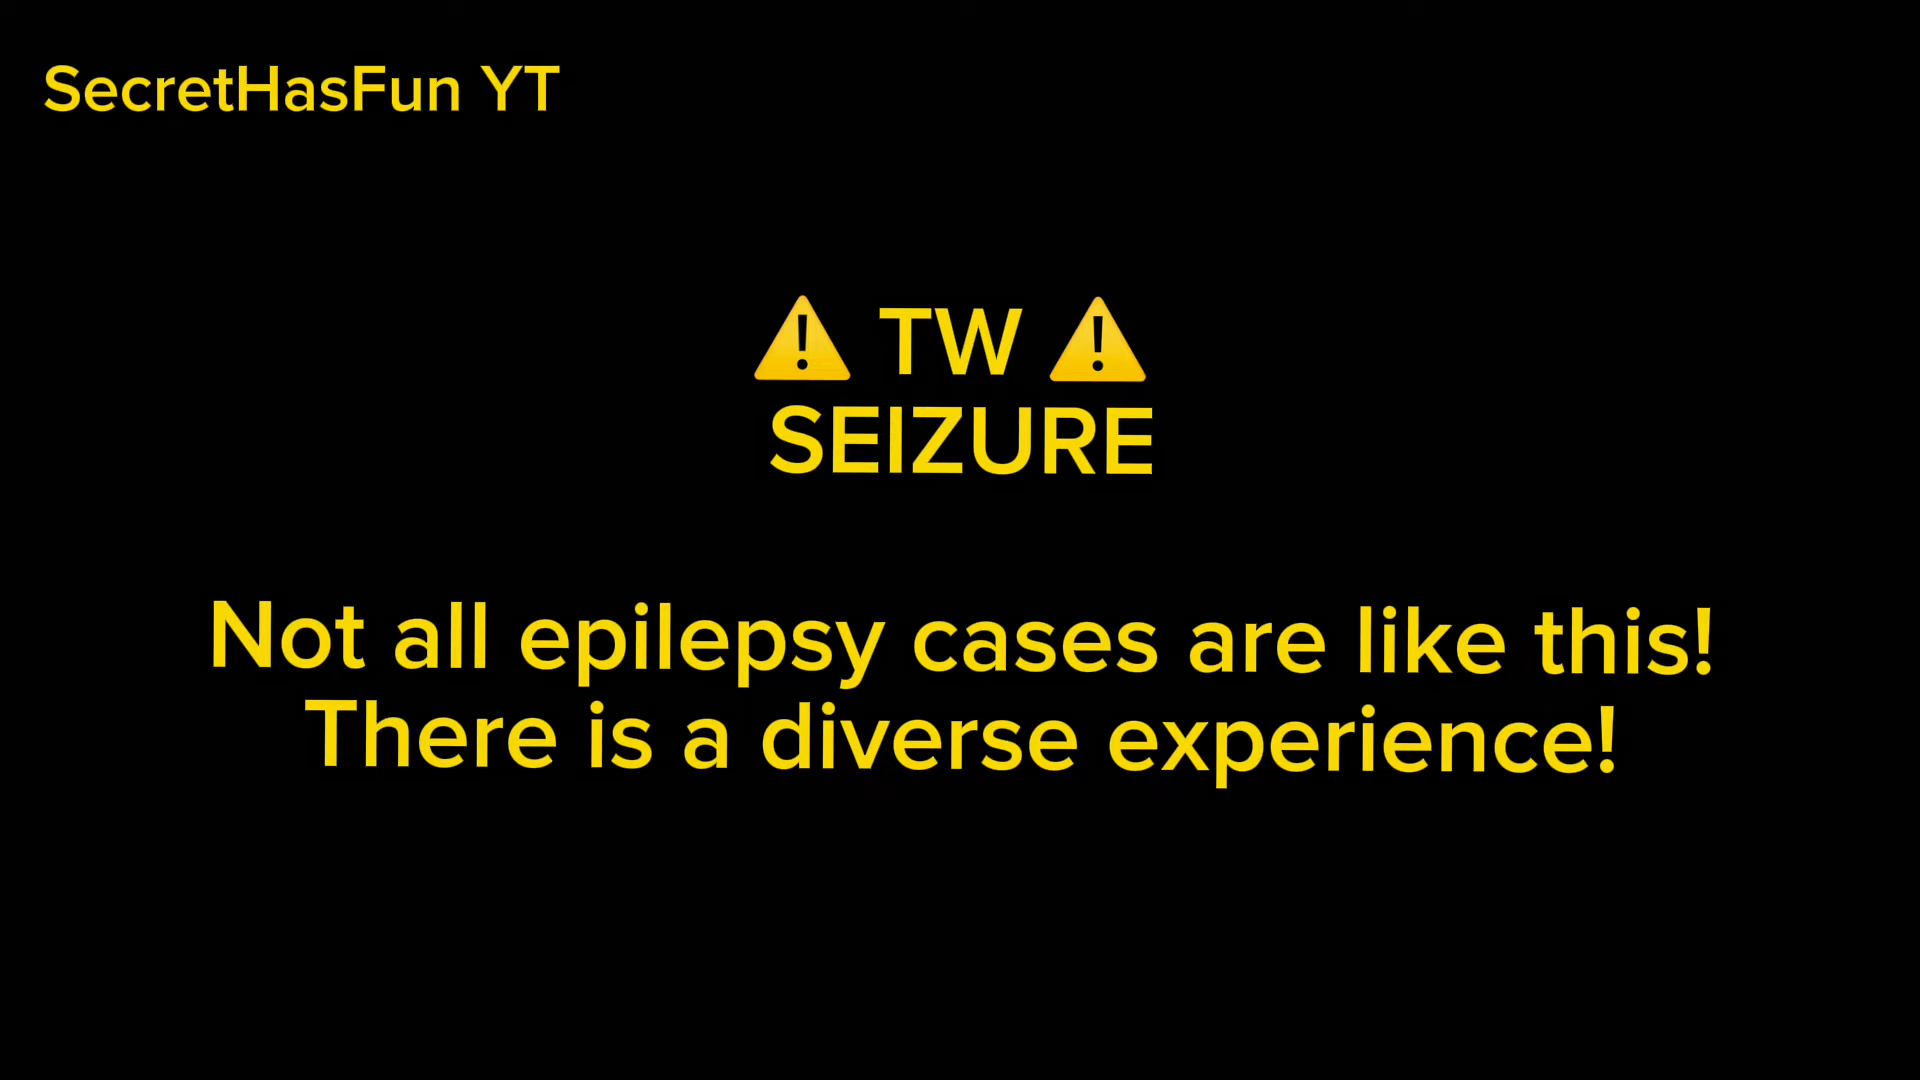 SecretHasFun YT
⚠️ TW ⚠️
SEIZURE
Not all epilepsy cases are like this!
There is a diverse experience!